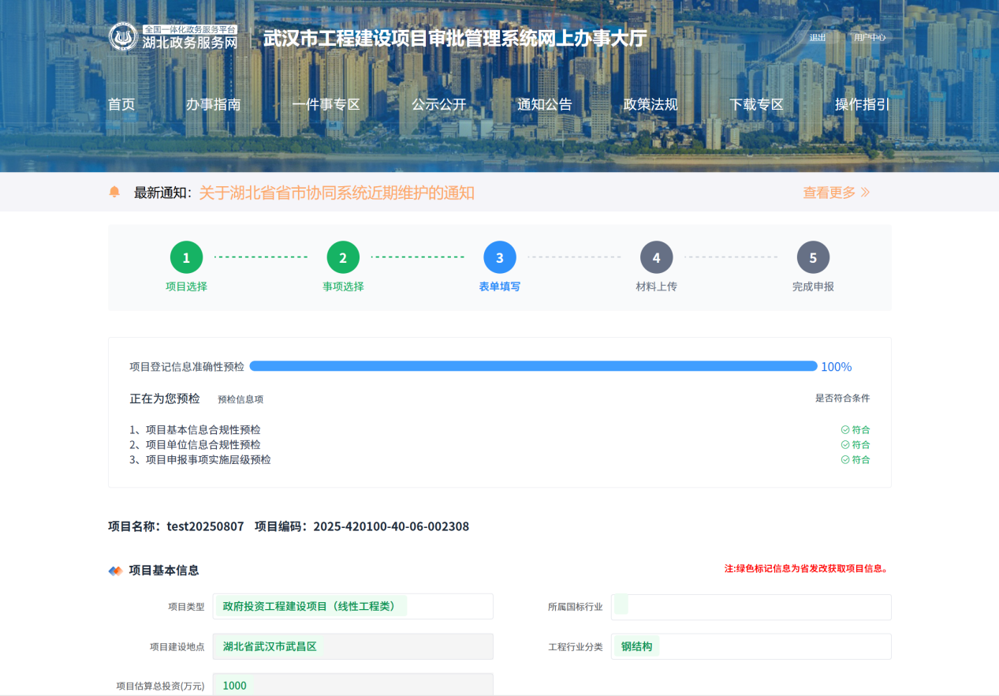 全国一体化政务服务平台
湖北政务服务网
武汉市工程建设项目审批管理系统网上办事大厅
退出 用户中心
首页 办事指南 一件事专区 公示公开 通知公告 政策法规 下载专区 操作指引
最新通知: 关于湖北省省市协同系统近期维护的通知 查看更多
1 2 3 4 5
项目选择 事项选择 表单填写 材料上传 完成申报
项目登记信息准确性预检 100%
正在为您预检 预检信息项 是否符合条件
1、项目基本信息合规性预检 符合
2、项目单位信息合规性预检 符合
3、项目申报事项实施层级预检 符合
项目名称：test20250807 项目编码：2025-420100-40-06-002308
项目基本信息 注:绿色标记信息为省发改获取项目信息。
项目类型 政府投资工程建设项目（线性工程类） 所属国标行业
项目建设地点 湖北省武汉市武昌区 工程行业分类 钢结构
项目估算总投资(万元) 1000